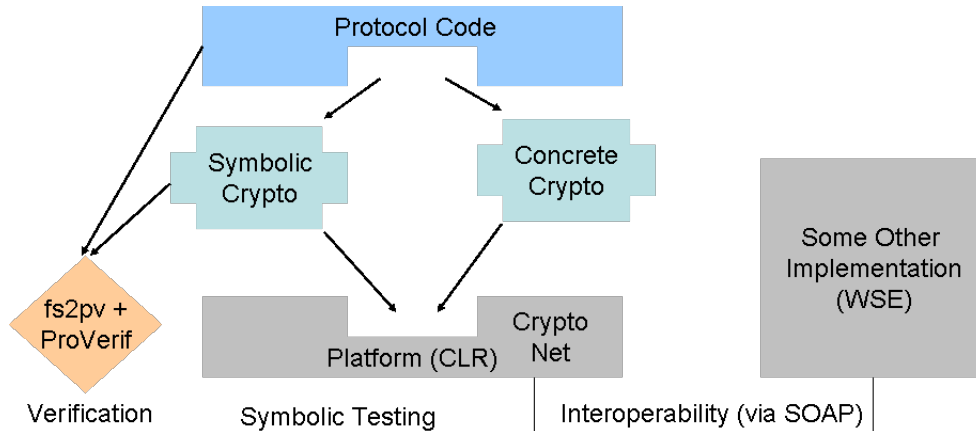 Protocol Code
Symbolic
Crypto
Concrete
Crypto
Some Other
Implementation
(WSE)
fs2pv +
ProVerif
Crypto
Net
Platform (CLR)
Verification
Symbolic Testing
Interoperability (via SOAP)